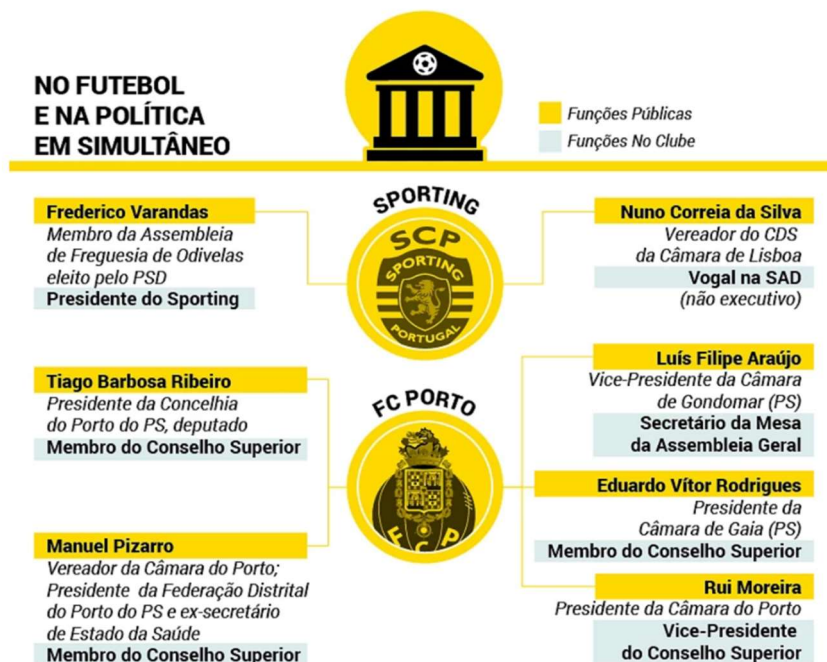 NO FUTEBOL
E NA POLÍTICA
EM SIMULTÂNEO
Funções Públicas
Funções No Clube
SPORTING
SCP
SPORTING
PORTUGAL
Frederico Varandas
Membro da Assembleia
de Freguesia de Odivelas
eleito pelo PSD
Presidente do Sporting
Nuno Correia da Silva
Vereador do CDS
da Câmara de Lisboa
Vogal na SAD
(não executivo)
FC PORTO
FCP
Tiago Barbosa Ribeiro
Presidente da Concelhia
do Porto do PS, deputado
Membro do Conselho Superior
Manuel Pizarro
Vereador da Câmara do Porto;
Presidente da Federação Distrital
do Porto do PS e ex-secretário
de Estado da Saúde
Membro do Conselho Superior
Luís Filipe Araújo
Vice-Presidente da Câmara
de Gondomar (PS)
Secretário da Mesa
da Assembleia Geral
Eduardo Vítor Rodrigues
Presidente da
Câmara de Gaia (PS)
Membro do Conselho Superior
Rui Moreira
Presidente da Câmara do Porto
Vice-Presidente
do Conselho Superior